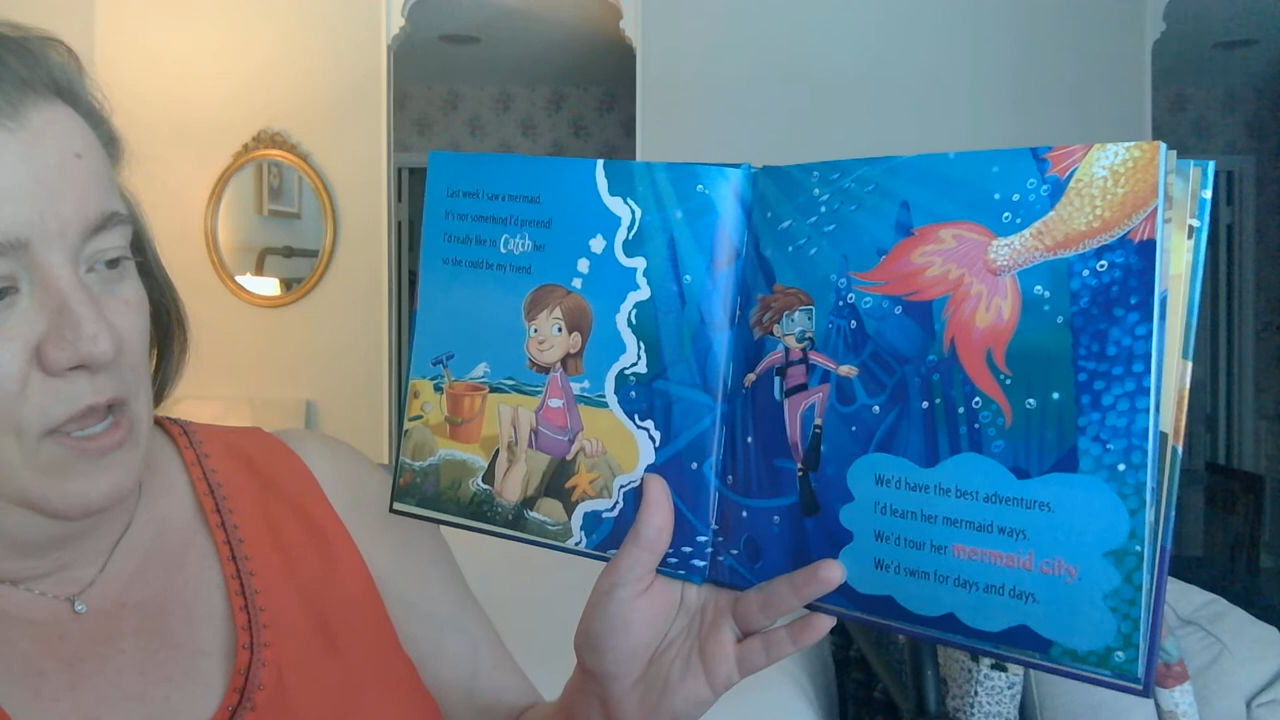 Last week I saw a mermaid.
It's not something I'd pretend!
I'd really like to Catch her
so she could be my friend.
We'd have the best adventures.
I'd learn her mermaid ways.
We'd tour her mermaid city.
We'd swim for days and days.